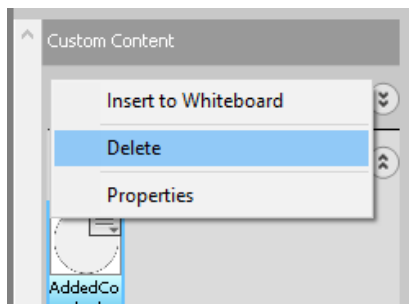 Custom Content
Insert to Whiteboard
Delete
Properties
AddedCo